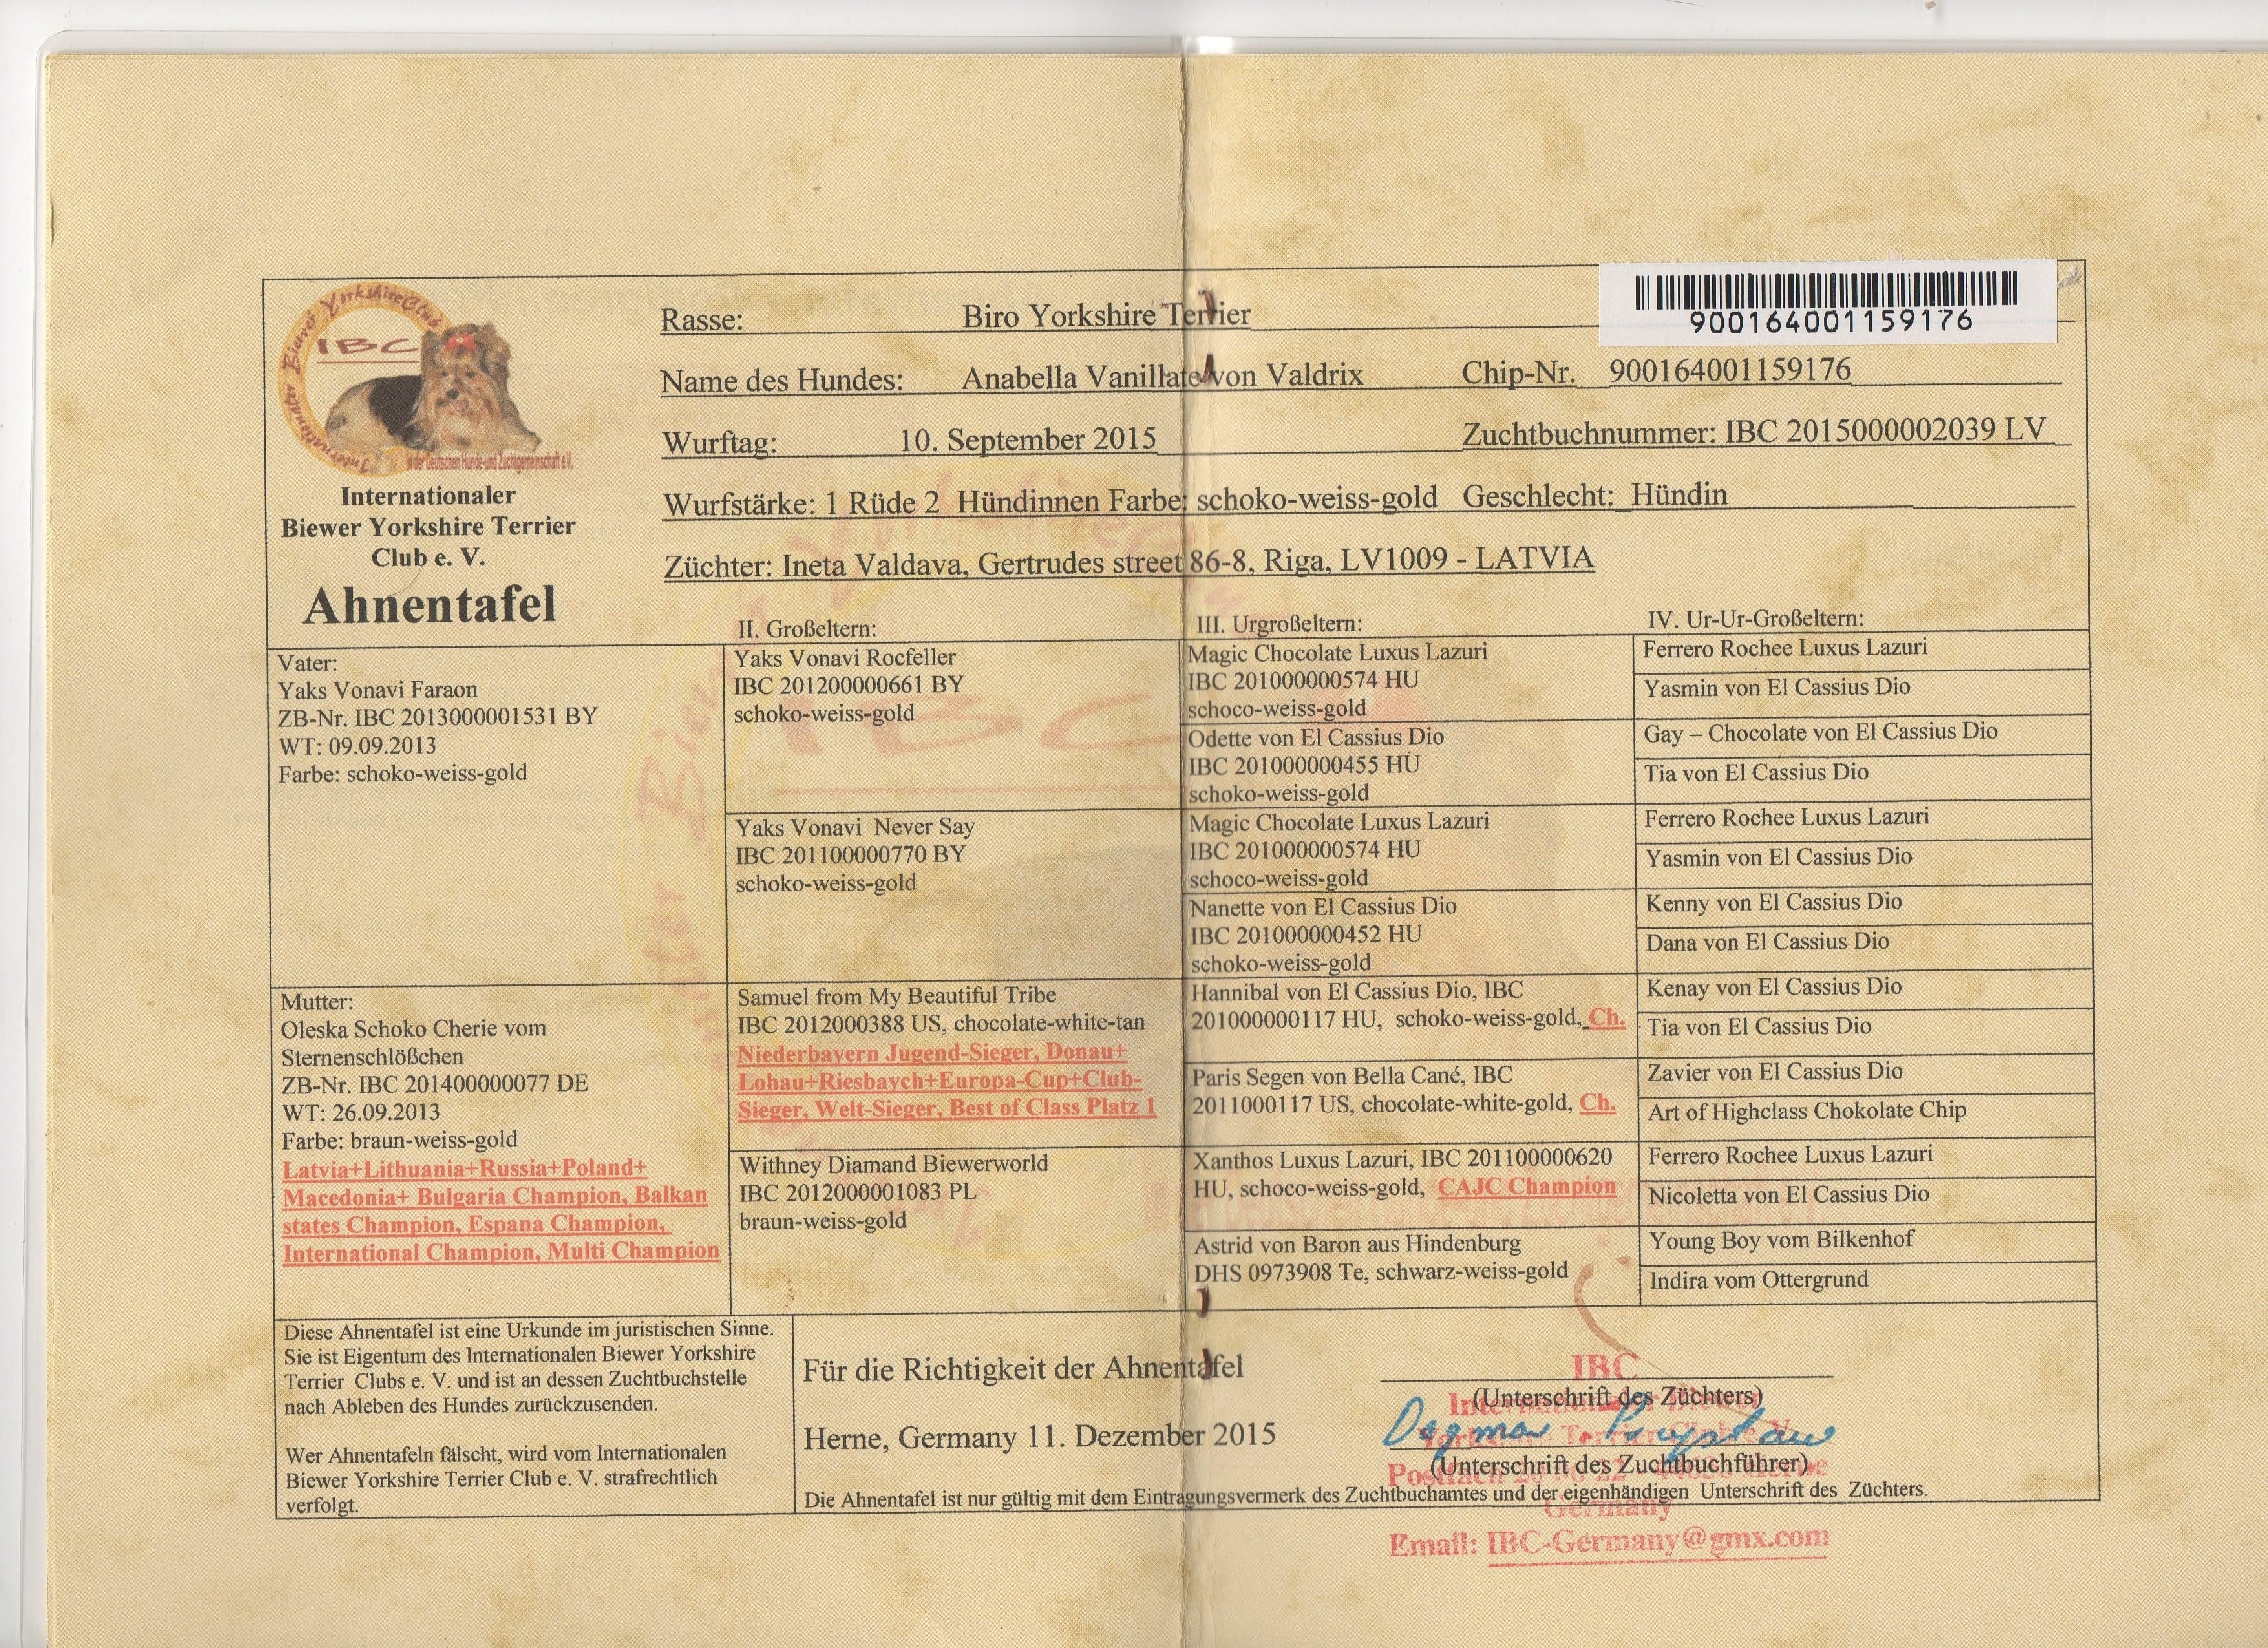 Internationaler Biewer YorkshireClub
IBC
in der Deutschen Hunde-und Zuchtgemeinschaft e.V.
Internationaler
Biewer Yorkshire Terrier
Club e. V.
Ahnentafel
900164001159176
Rasse: Biro Yorkshire Terrier
Name des Hundes: Anabella Vanillate von Valdrix Chip-Nr. 900164001159176
Wurftag: 10. September 2015 Zuchtbuchnummer: IBC 2015000002039 LV
Wurfstärke: 1 Rüde 2 Hündinnen Farbe: schoko-weiss-gold Geschlecht: Hündin
Züchter: Ineta Valdava, Gertrudes street 86-8, Riga, LV1009 - LATVIA
II. Großeltern:
III. Urgroßeltern:
IV. Ur-Ur-Großeltern:
Vater:
Yaks Vonavi Faraon
ZB-Nr. IBC 2013000001531 BY
WT: 09.09.2013
Farbe: schoko-weiss-gold
Mutter:
Oleska Schoko Cherie vom
Sternenschlößchen
ZB-Nr. IBC 201400000077 DE
WT: 26.09.2013
Farbe: braun-weiss-gold
Latvia+Lithuania+Russia+Poland+
Macedonia+ Bulgaria Champion, Balkan
states Champion, Espana Champion,
International Champion, Multi Champion
Yaks Vonavi Rocfeller
IBC 201200000661 BY
schoko-weiss-gold
Yaks Vonavi Never Say
IBC 201100000770 BY
schoko-weiss-gold
Samuel from My Beautiful Tribe
IBC 2012000388 US, chocolate-white-tan
Niederbayern Jugend-Sieger, Donau+
Lohau+Riesbaych+Europa-Cup+Club-
Sieger, Welt-Sieger, Best of Class Platz 1
Withney Diamand Biewerworld
IBC 2012000001083 PL
braun-weiss-gold
Magic Chocolate Luxus Lazuri
IBC 201000000574 HU
schoco-weiss-gold
Odette von El Cassius Dio
IBC 201000000455 HU
schoko-weiss-gold
Magic Chocolate Luxus Lazuri
IBC 201000000574 HU
schoco-weiss-gold
Nanette von El Cassius Dio
IBC 201000000452 HU
schoko-weiss-gold
Hannibal von El Cassius Dio, IBC
201000000117 HU, schoko-weiss-gold, Ch.
Paris Segen von Bella Cané, IBC
2011000117 US, chocolate-white-gold, Ch.
Xanthos Luxus Lazuri, IBC 201100000620
HU, schoco-weiss-gold, CAJC Champion
Astrid von Baron aus Hindenburg
DHS 0973908 Te, schwarz-weiss-gold
Ferrero Rochee Luxus Lazuri
Yasmin von El Cassius Dio
Gay – Chocolate von El Cassius Dio
Tia von El Cassius Dio
Ferrero Rochee Luxus Lazuri
Yasmin von El Cassius Dio
Kenny von El Cassius Dio
Dana von El Cassius Dio
Kenay von El Cassius Dio
Tia von El Cassius Dio
Zavier von El Cassius Dio
Art of Highclass Chokolate Chip
Ferrero Rochee Luxus Lazuri
Nicoletta von El Cassius Dio
Young Boy vom Bilkenhof
Indira vom Ottergrund
Diese Ahnentafel ist eine Urkunde im juristischen Sinne.
Sie ist Eigentum des Internationalen Biewer Yorkshire
Terrier Clubs e. V. und ist an dessen Zuchtbuchstelle
nach Ableben des Hundes zurückzusenden.
Wer Ahnentafeln fälscht, wird vom Internationalen
Biewer Yorkshire Terrier Club e. V. strafrechtlich
verfolgt.
Für die Richtigkeit der Ahnentafel
Herne, Germany 11. Dezember 2015
(Unterschrift des Züchters)
(Unterschrift des Zuchtbuchführer)
Die Ahnentafel ist nur gültig mit dem Eintragungsvermerk des Zuchtbuchamtes und der eigenhändigen Unterschrift des Züchters.
IBC
Internationaler Biewer
Yorkshire Terrier Club e. V.
Postfach
Germany
Email: IBC-Germany@gmx.com